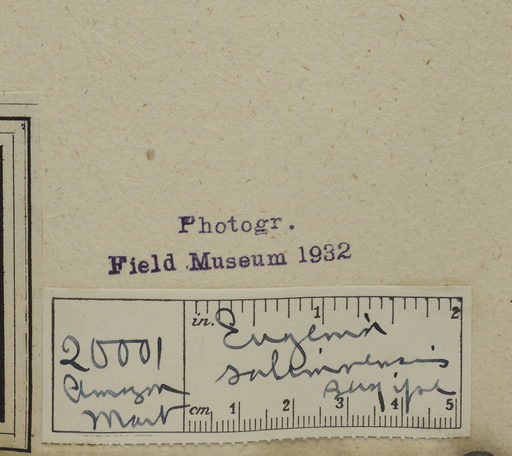 Photogr.
Field Museum 1932
in. 1 2
20001
Amazon
Mart
Eugenia
cm 1 2 3 4 5